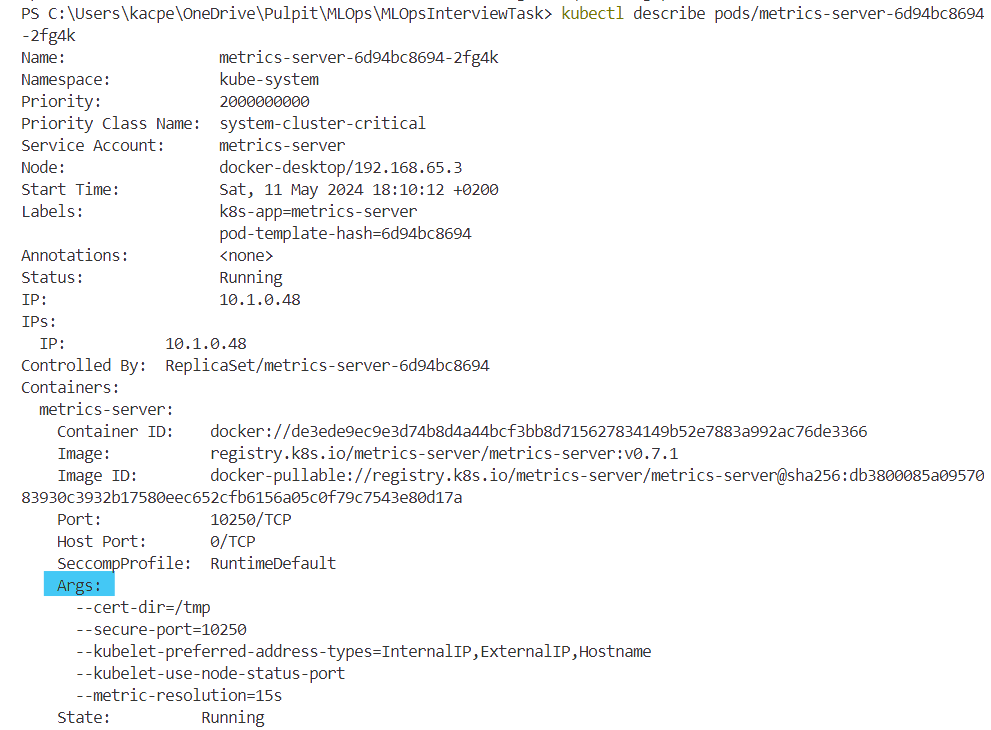 PS C:\Users\kacpe\OneDrive\Pulpit\MLOps\MLOpsInterviewTask> kubectl describe pods/metrics-server-6d94bc8694
-2fg4k
Name:                 metrics-server-6d94bc8694-2fg4k
Namespace:            kube-system
Priority:             2000000000
Priority Class Name:  system-cluster-critical
Service Account:      metrics-server
Node:                 docker-desktop/192.168.65.3
Start Time:           Sat, 11 May 2024 18:10:12 +0200
Labels:               k8s-app=metrics-server
                      pod-template-hash=6d94bc8694
Annotations:          <none>
Status:               Running
IP:                   10.1.0.48
IPs:
  IP:           10.1.0.48
Controlled By:  ReplicaSet/metrics-server-6d94bc8694
Containers:
  metrics-server:
    Container ID:    docker://de3ede9ec9e3d74b8d4a44bcf3bb8d715627834149b52e7883a992ac76de3366
    Image:           registry.k8s.io/metrics-server/metrics-server:v0.7.1
    Image ID:        docker-pullable://registry.k8s.io/metrics-server/metrics-server@sha256:db3800085a09570
83930c3932b17580eec652cfb6156a05c0f79c7543e80d17a
    Port:            10250/TCP
    Host Port:       0/TCP
    SeccompProfile:  RuntimeDefault
    Args:
      --cert-dir=/tmp
      --secure-port=10250
      --kubelet-preferred-address-types=InternalIP,ExternalIP,Hostname
      --kubelet-use-node-status-port
      --metric-resolution=15s
    State:          Running